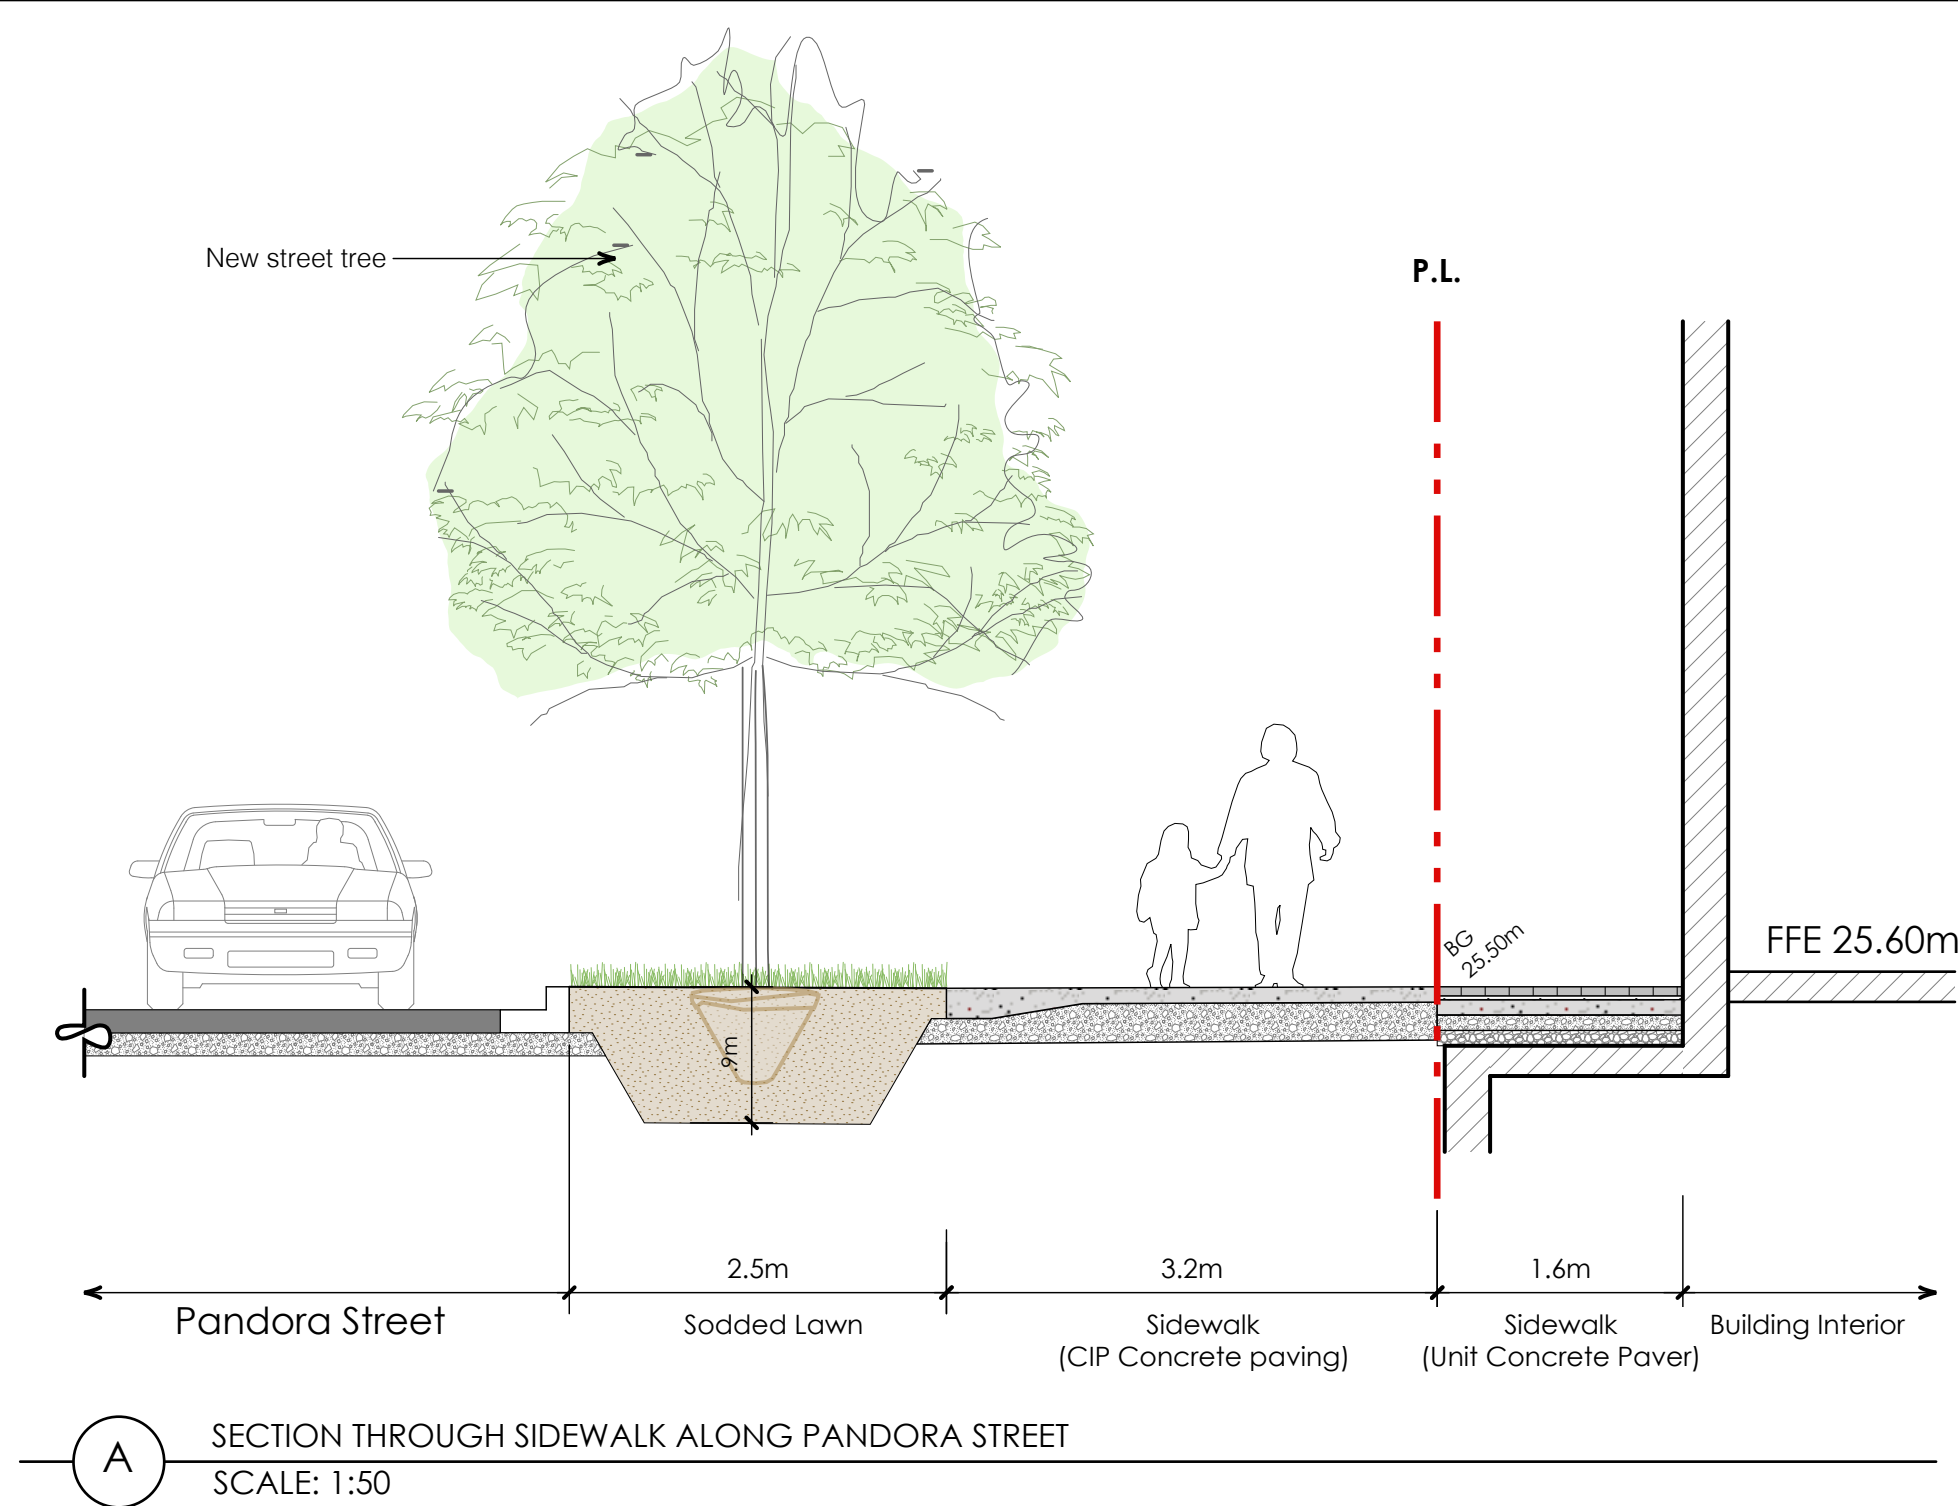 New street tree
P.L.
BG
25.50m
FFE 25.60m
.9m
2.5m
3.2m
1.6m
Pandora Street
Sodded Lawn
Sidewalk
(CIP Concrete paving)
Sidewalk
(Unit Concrete Paver)
Building Interior
A
SECTION THROUGH SIDEWALK ALONG PANDORA STREET
SCALE: 1:50